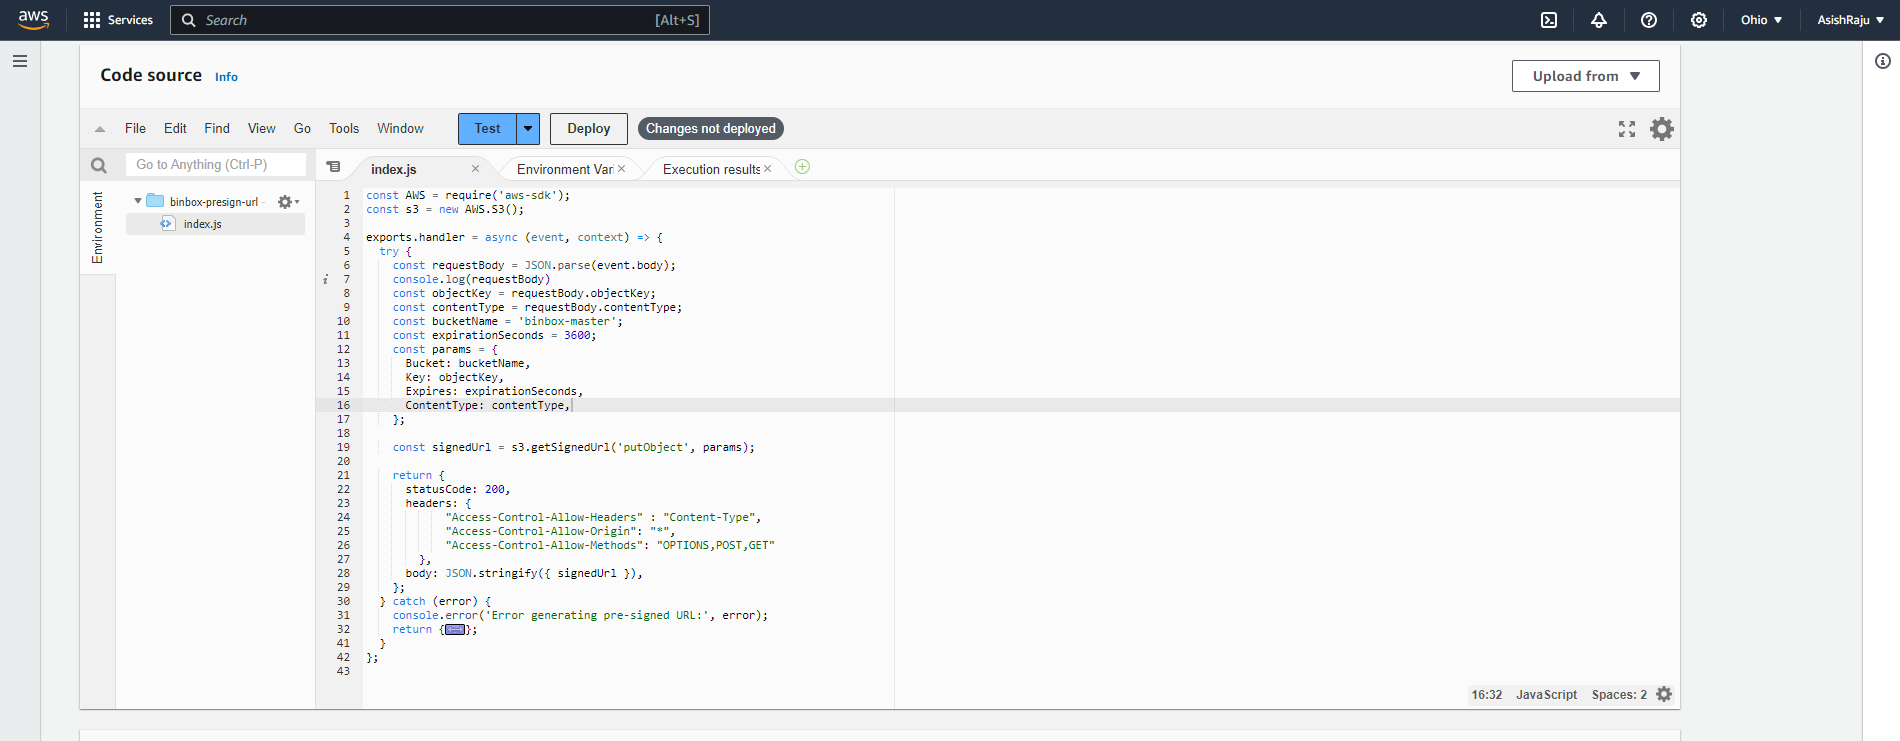 aws Services Search [Alt+S] Ohio AsishRaju
Code source Info Upload from
File Edit Find View Go Tools Window Test Deploy Changes not deployed
Go to Anything (Ctrl-P) index.js Environment Vari Execution results
Environment
binbox-presign-url -
index.js
1 const AWS = require('aws-sdk');
2 const s3 = new AWS.S3();
3
4 exports.handler = async (event, context) => {
5 try {
6 const requestBody = JSON.parse(event.body);
i 7 console.log(requestBody)
8 const objectKey = requestBody.objectKey;
9 const contentType = requestBody.contentType;
10 const bucketName = 'binbox-master';
11 const expirationSeconds = 3600;
12 const params = {
13 Bucket: bucketName,
14 Key: objectKey,
15 Expires: expirationSeconds,
16 ContentType: contentType,
17 };
18
19 const signedUrl = s3.getSignedUrl('putObject', params);
20
21 return {
22 statusCode: 200,
23 headers: {
24 "Access-Control-Allow-Headers" : "Content-Type",
25 "Access-Control-Allow-Origin": "*",
26 "Access-Control-Allow-Methods": "OPTIONS,POST,GET"
27 },
28 body: JSON.stringify({ signedUrl }),
29 };
30 } catch (error) {
31 console.error('Error generating pre-signed URL:', error);
32 return {};
41 }
42 };
43
16:32 JavaScript Spaces: 2